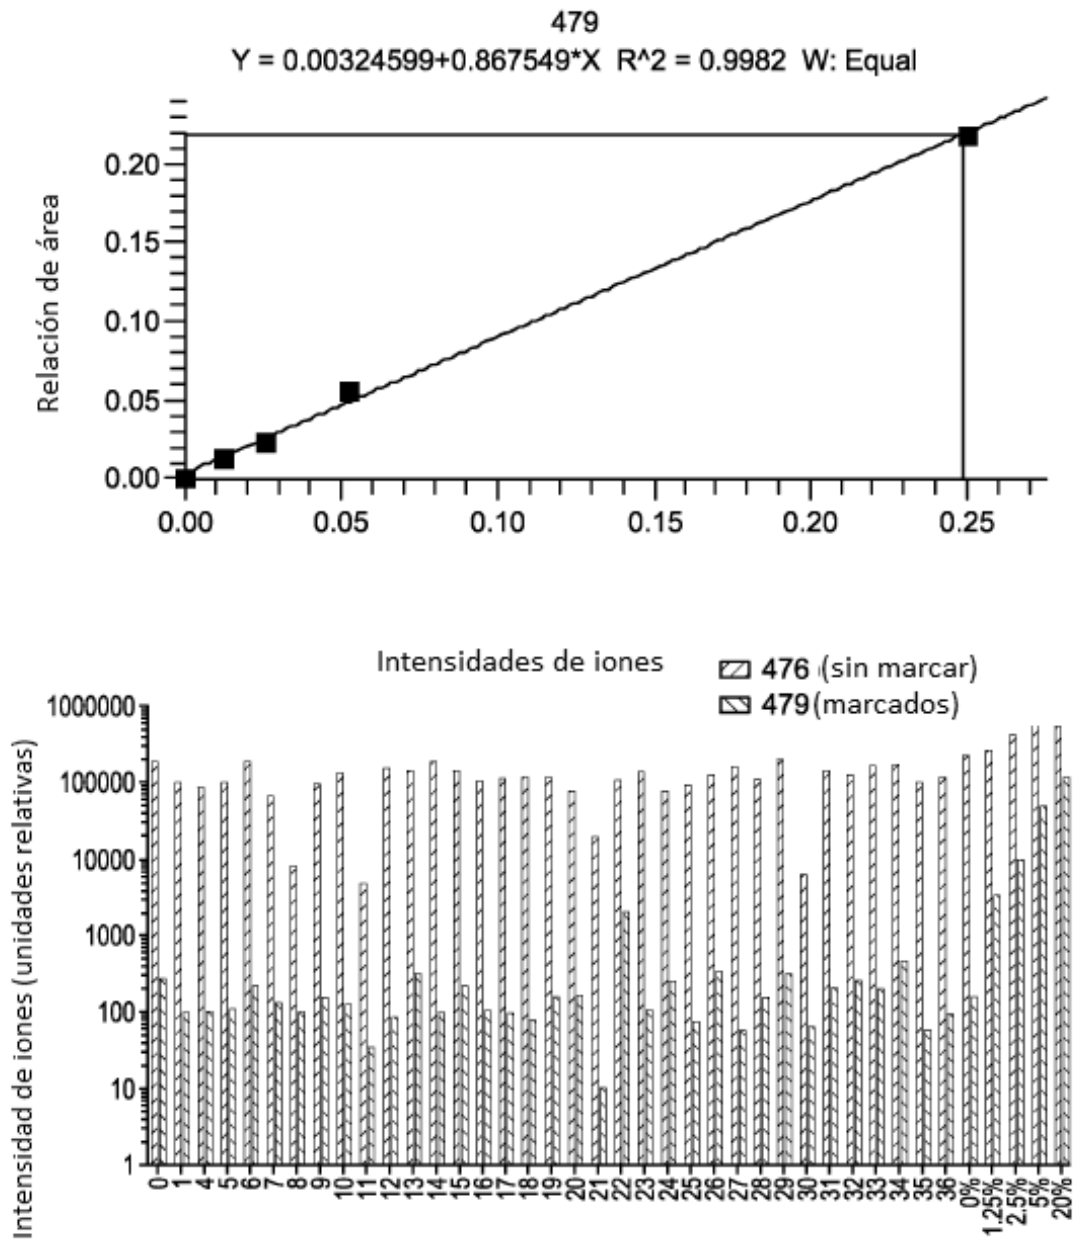 479
Y = 0.00324599+0.867549*X R^2 = 0.9982 W: Equal
Relación de área
0.20
0.15
0.10
0.05
0.00
0.00 0.05 0.10 0.15 0.20 0.25
Intensidades de iones
476 (sin marcar)
479 (marcados)
Intensidad de iones (unidades relativas)
1000000
100000
10000
1000
100
10
1
0 1 4 5 6 7 8 9 10 11 12 13 14 15 16 17 18 19 20 21 22 23 24 25 26 27 28 29 30 31 32 33 34 35 36 0% 1.25% 2.5% 5% 20%